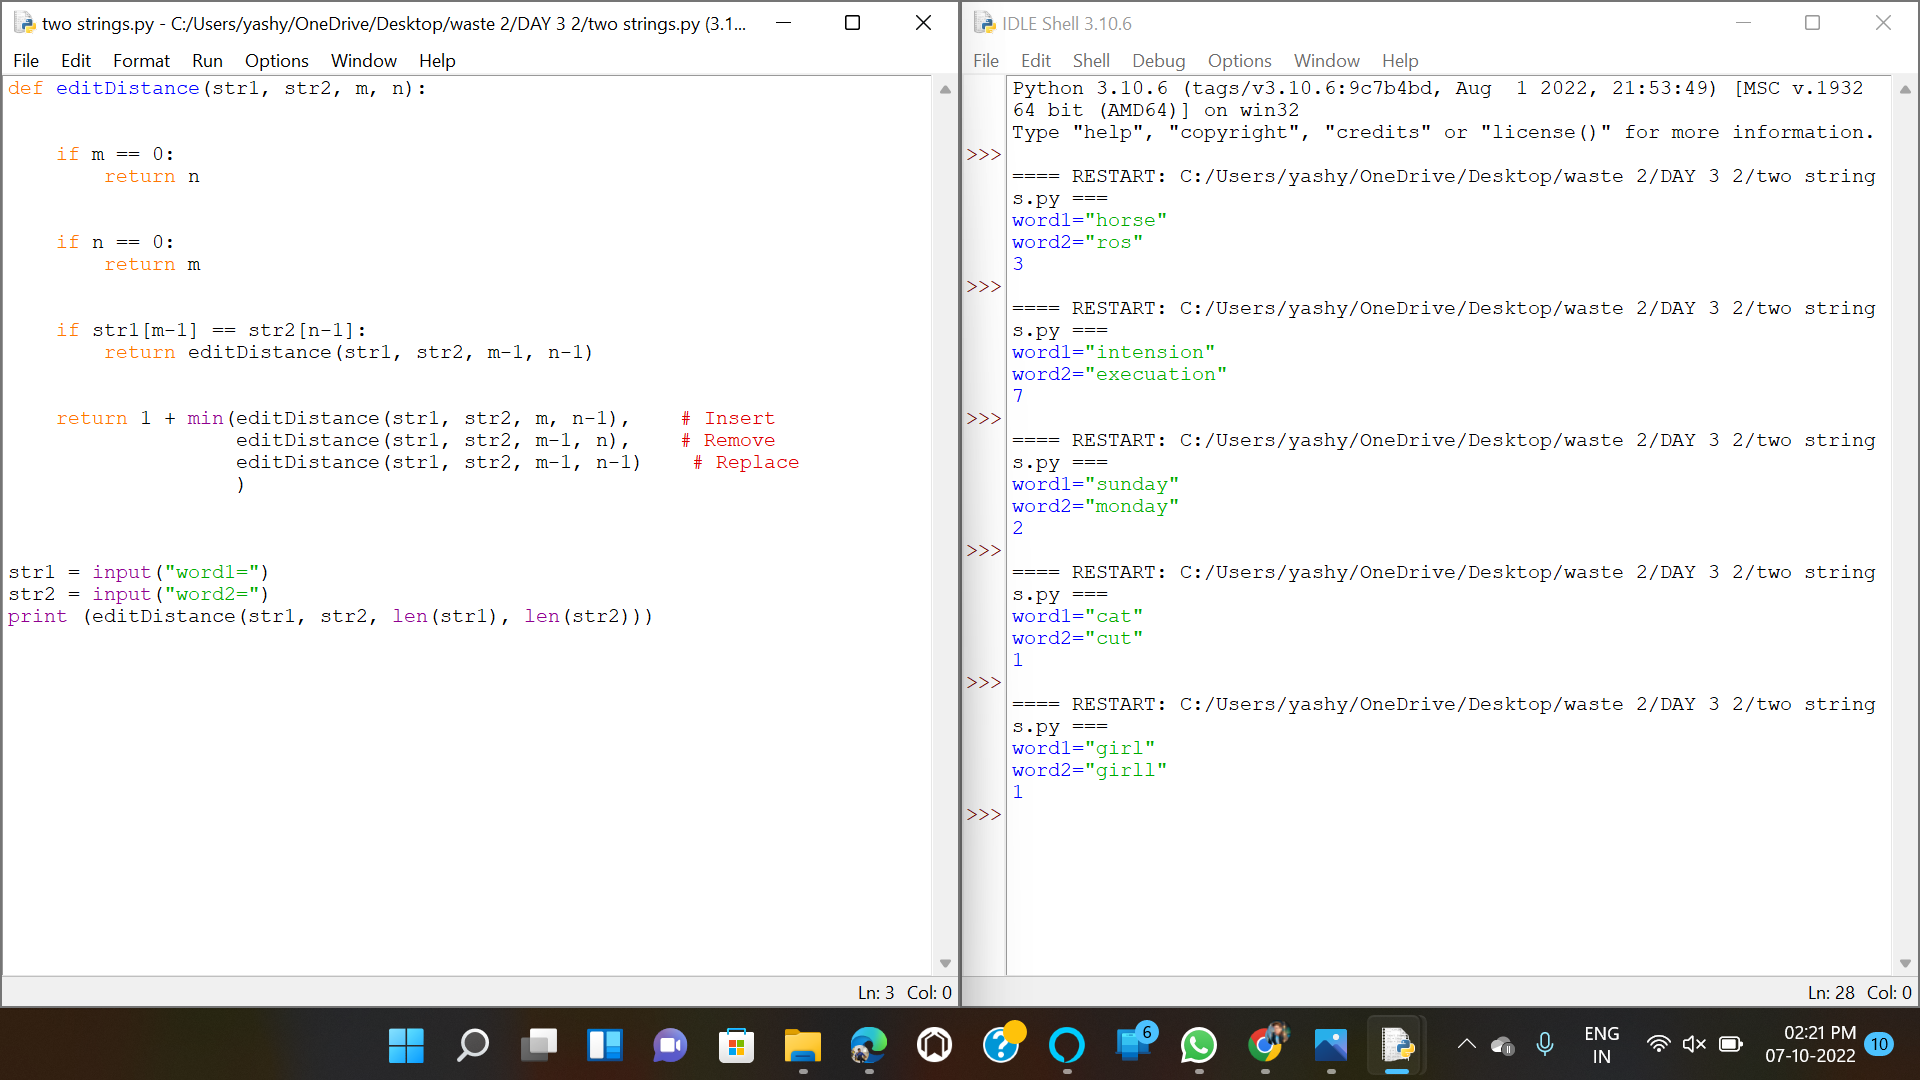 two strings.py - C:/Users/yashy/OneDrive/Desktop/waste 2/DAY 3 2/two strings.py (3.1...
File Edit Format Run Options Window Help
def editDistance(str1, str2, m, n):
    if m == 0:
        return n
    if n == 0:
        return m
    if str1[m-1] == str2[n-1]:
        return editDistance(str1, str2, m-1, n-1)
    return 1 + min(editDistance(str1, str2, m, n-1),    # Insert
                   editDistance(str1, str2, m-1, n),    # Remove
                   editDistance(str1, str2, m-1, n-1)    # Replace
                   )
str1 = input("word1=")
str2 = input("word2=")
print (editDistance(str1, str2, len(str1), len(str2)))
Ln: 3 Col: 0
IDLE Shell 3.10.6
File Edit Shell Debug Options Window Help
Python 3.10.6 (tags/v3.10.6:9c7b4bd, Aug  1 2022, 21:53:49) [MSC v.1932
64 bit (AMD64)] on win32
Type "help", "copyright", "credits" or "license()" for more information.
>>>
==== RESTART: C:/Users/yashy/OneDrive/Desktop/waste 2/DAY 3 2/two string
s.py ===
word1="horse"
word2="ros"
3
>>>
==== RESTART: C:/Users/yashy/OneDrive/Desktop/waste 2/DAY 3 2/two string
s.py ===
word1="intension"
word2="execuation"
7
>>>
==== RESTART: C:/Users/yashy/OneDrive/Desktop/waste 2/DAY 3 2/two string
s.py ===
word1="sunday"
word2="monday"
2
>>>
==== RESTART: C:/Users/yashy/OneDrive/Desktop/waste 2/DAY 3 2/two string
s.py ===
word1="cat"
word2="cut"
1
>>>
==== RESTART: C:/Users/yashy/OneDrive/Desktop/waste 2/DAY 3 2/two string
s.py ===
word1="girl"
word2="girll"
1
>>>
Ln: 28 Col: 0
6
ENG
IN
02:21 PM
07-10-2022
10